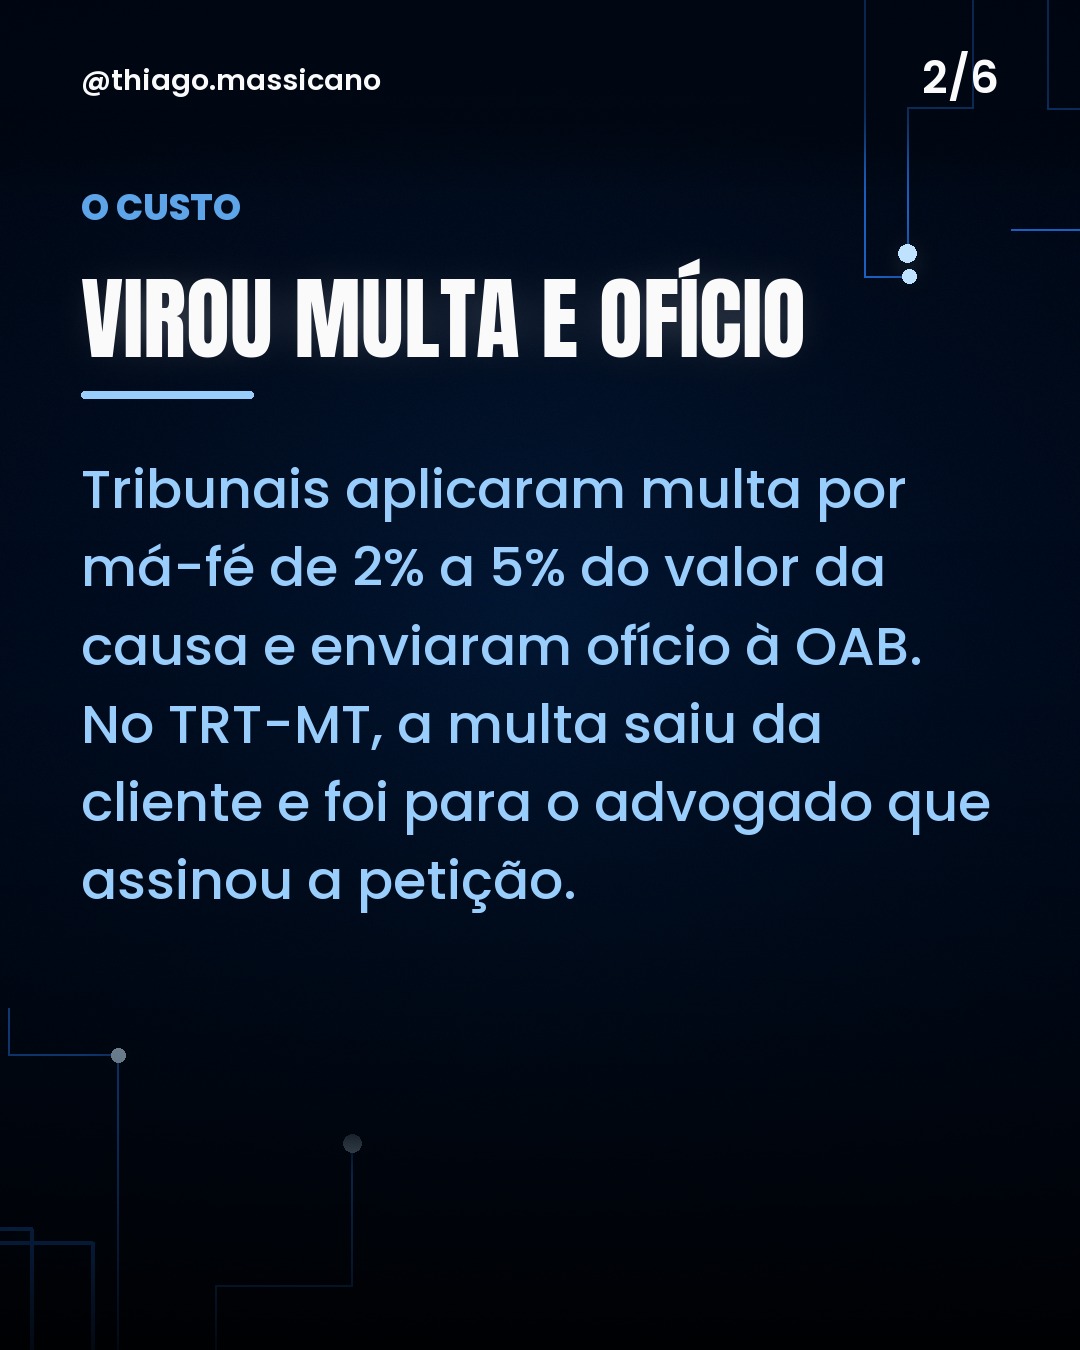 @thiago.massicano
2/6
O CUSTO
VIROU MULTA E OFÍCIO
Tribunais aplicaram multa por
má-fé de 2% a 5% do valor da
causa e enviaram ofício à OAB.
No TRT-MT, a multa saiu da
cliente e foi para o advogado que
assinou a petição.